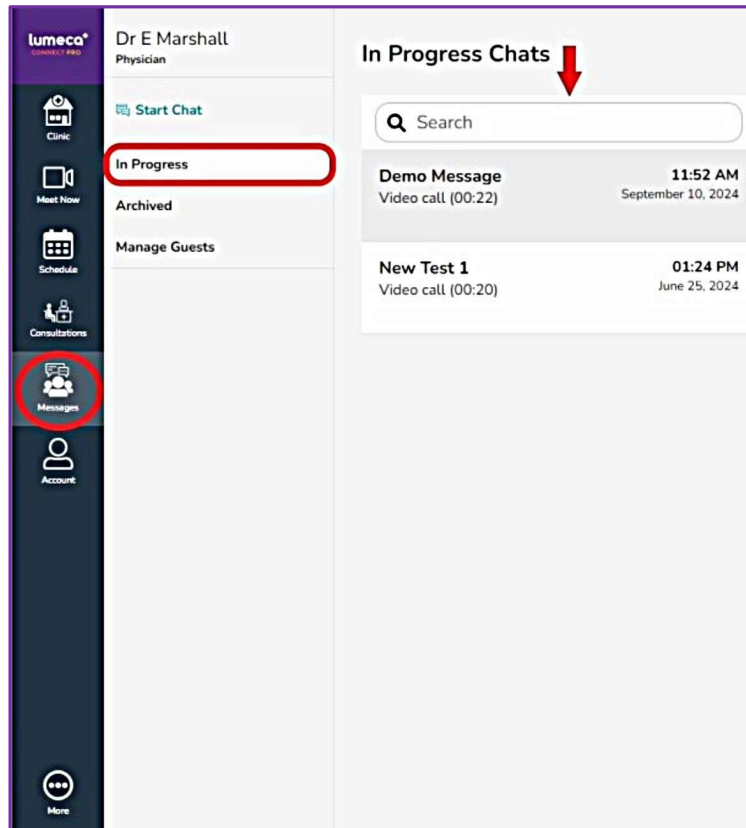 lumeca
CONNECT PRO
Clinic
Meet Now
Schedule
Consultations
Messages
Account
More
Dr E Marshall
Physician
Start Chat
In Progress
Archived
Manage Guests
In Progress Chats
Search
Demo Message 11:52 AM
Video call (00:22) September 10, 2024
New Test 1 01:24 PM
Video call (00:20) June 25, 2024